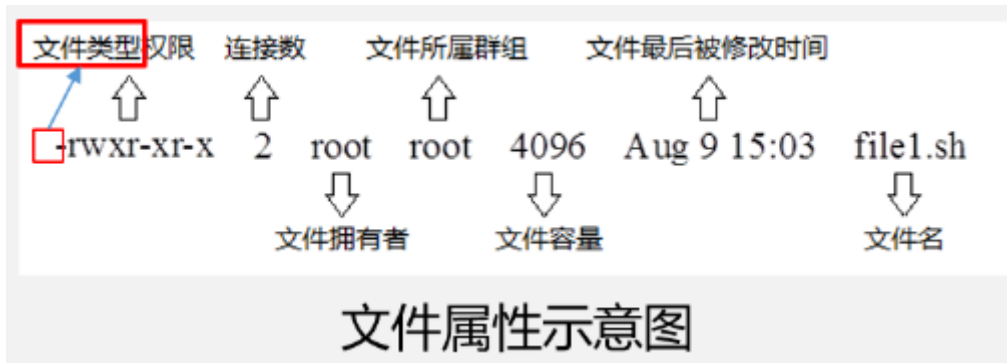 文件类型权限 连接数 文件所属群组 文件最后被修改时间
-rwxr-xr-x 2 root root 4096 Aug 9 15:03 file1.sh
文件拥有者 文件容量 文件名
文件属性示意图